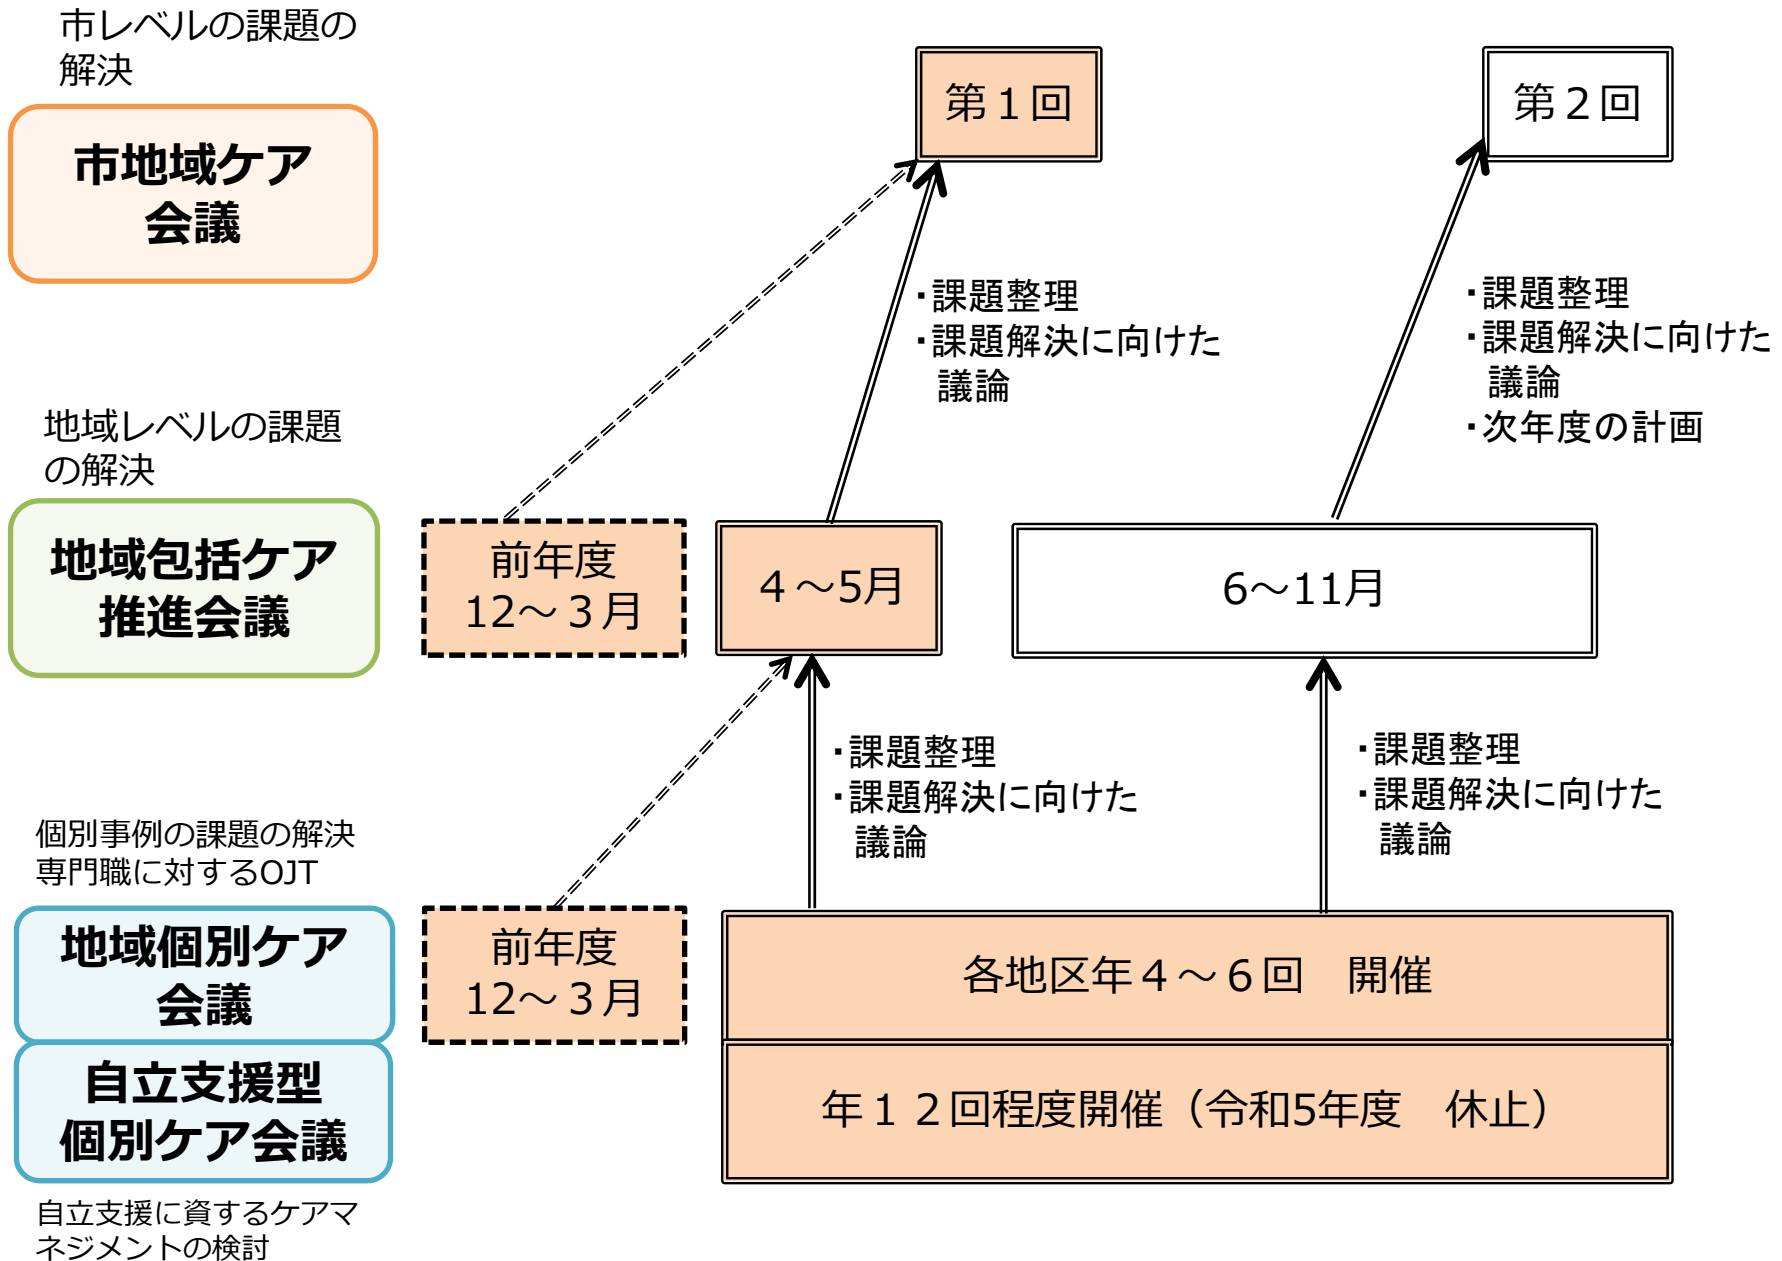 市レベルの課題の
解決
市地域ケア
会議
第１回
第２回
・課題整理
・課題解決に向けた
議論
・課題整理
・課題解決に向けた
議論
・次年度の計画
地域レベルの課題
の解決
地域包括ケア
推進会議
前年度
12～３月
４～5月
6～11月
・課題整理
・課題解決に向けた
議論
・課題整理
・課題解決に向けた
議論
個別事例の課題の解決
専門職に対するOJT
地域個別ケア
会議
前年度
12～３月
各地区年４～６回　開催
自立支援型
個別ケア会議
年１２回程度開催（令和5年度　休止）
自立支援に資するケアマ
ネジメントの検討